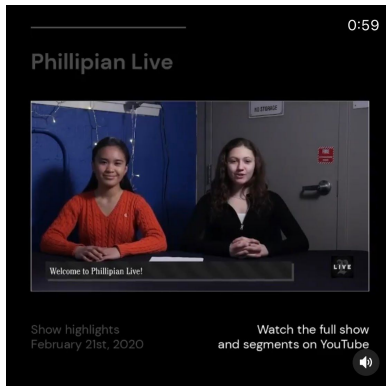 0:59
Phillipian Live
NO STORAGE
Welcome to Phillipian Live!
LIVE
Show highlights
February 21st, 2020
Watch the full show
and segments on YouTube